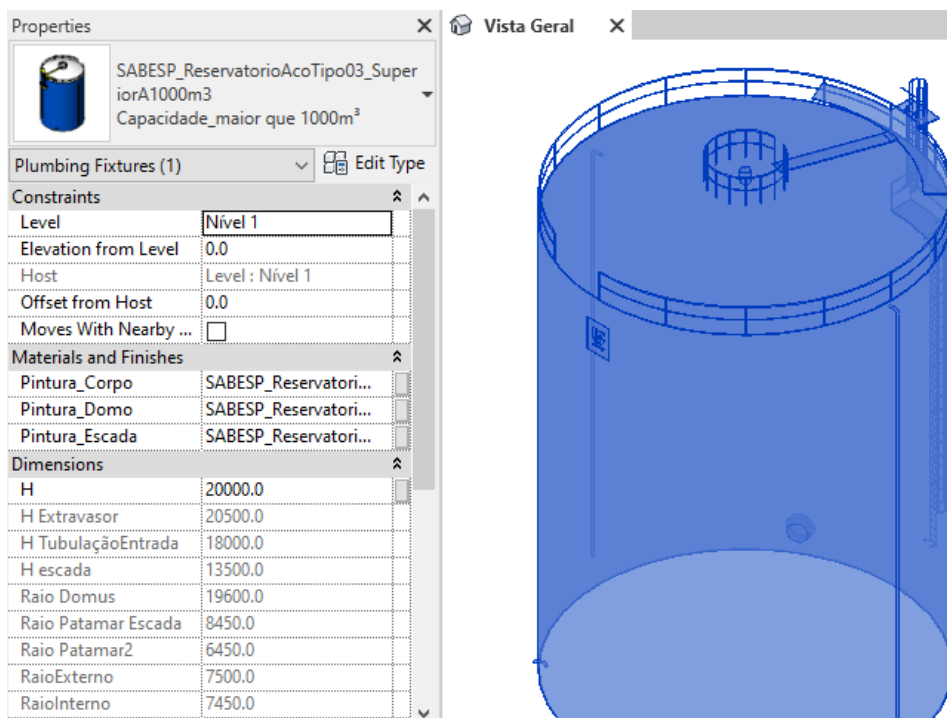 Properties
SABESP_ReservatorioAcoTipo03_Super
iorA1000m3
Capacidade_maior que 1000m³
Plumbing Fixtures (1)
Edit Type
Constraints
Level Nível 1
Elevation from Level 0.0
Host Level : Nível 1
Offset from Host 0.0
Moves With Nearby ...
Materials and Finishes
Pintura_Corpo SABESP_Reservatori...
Pintura_Domo SABESP_Reservatori...
Pintura_Escada SABESP_Reservatori...
Dimensions
H 20000.0
H Extravasor 20500.0
H TubulaçãoEntrada 18000.0
H escada 13500.0
Raio Domus 19600.0
Raio Patamar Escada 8450.0
Raio Patamar2 6450.0
RaioExterno 7500.0
RaioInterno 7450.0
Vista Geral